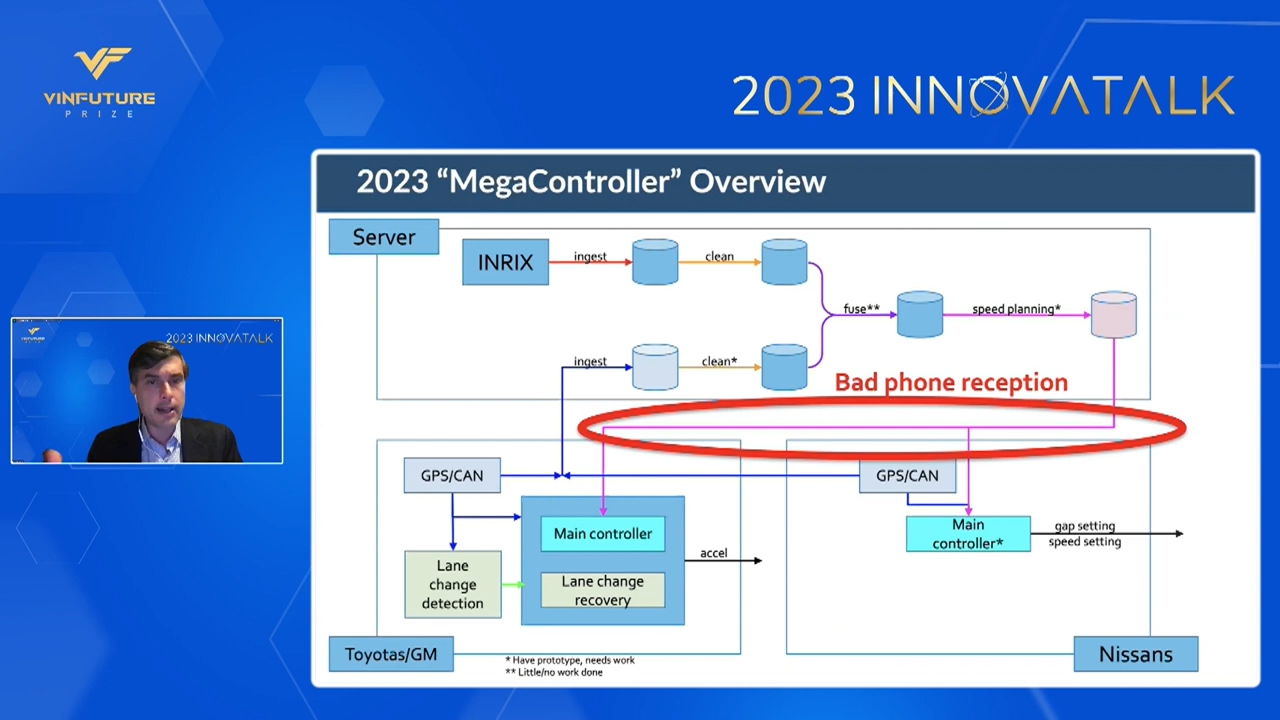 VINFUTURE
PRIZE
2023 INNOVATALK
2023 “MegaController” Overview
Server
INRIX
ingest
clean
fuse**
speed planning*
ingest
clean*
Bad phone reception
2023 INNOVATALK
GPS/CAN
GPS/CAN
Main controller
Main
controller*
gap setting
speed setting
accel
Lane
change
detection
Lane change
recovery
Toyotas/GM
* Have prototype, needs work
** Little/no work done
Nissans